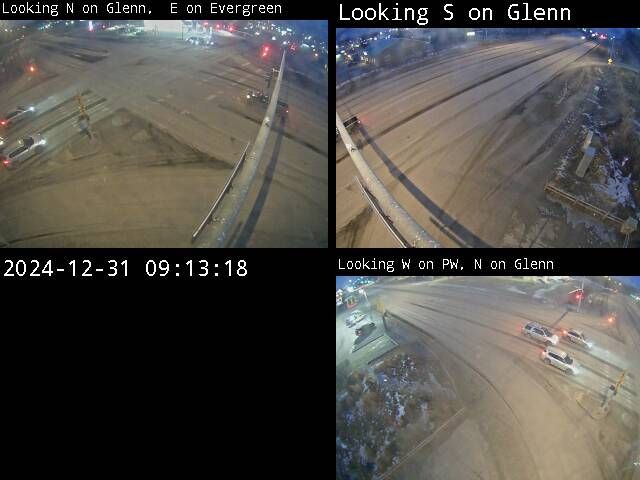 Looking N on Glenn,  E on Evergreen
Looking S on Glenn
2024-12-31 09:13:18
Looking W on PW, N on Glenn